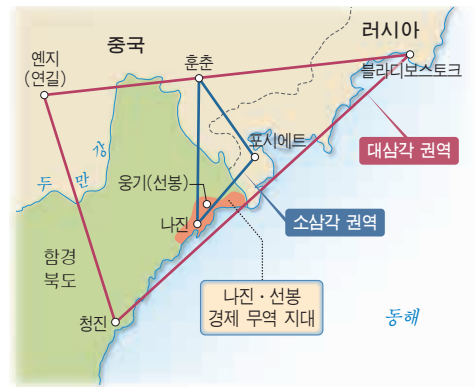 러시아
중국
옌지
(연길)
훈춘
블라디보스토크
포시에트
대삼각 권역
두만강
웅기(선봉)
나진
소삼각 권역
함경
북도
나진·선봉
경제 무역 지대
청진
동해